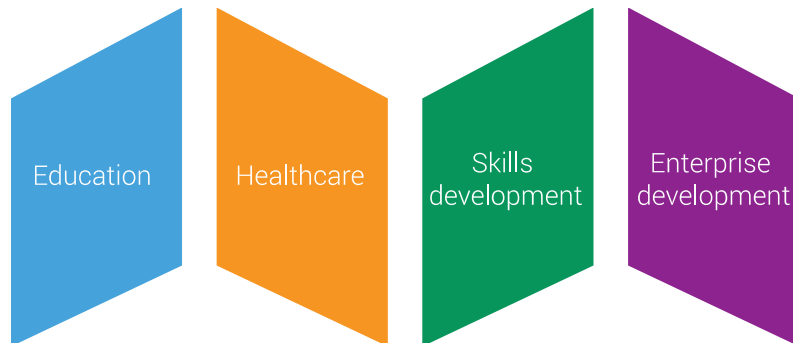 Education
Healthcare
Skills
development
Enterprise
development